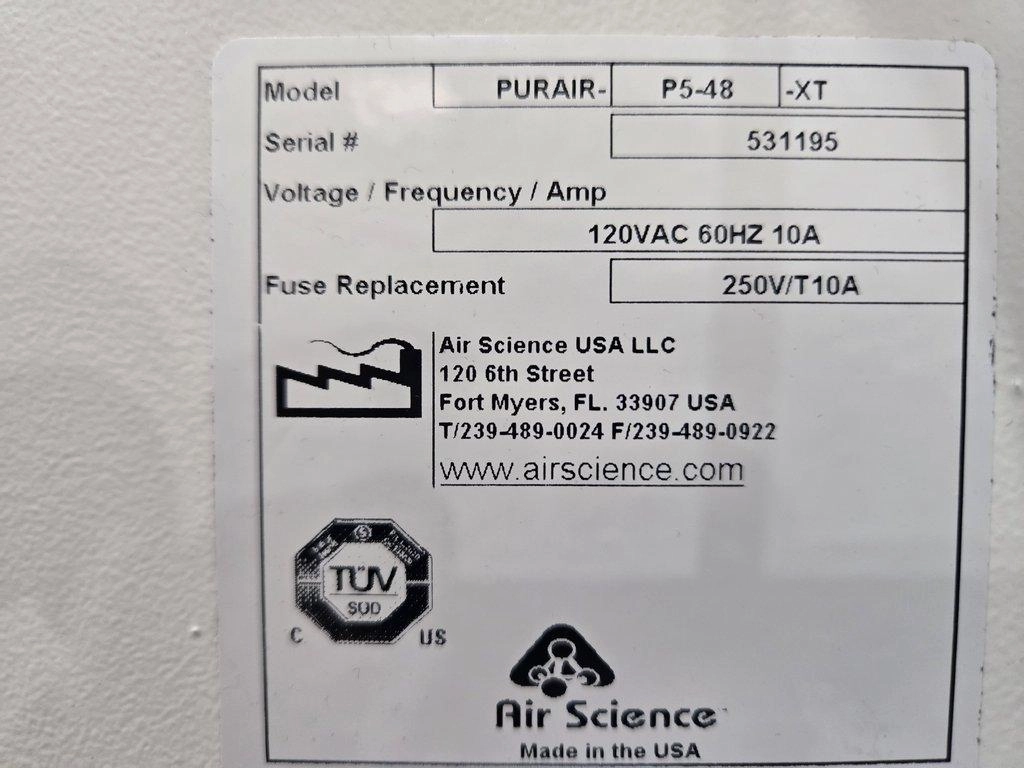 Model PURAIR- P5-48 -XT
Serial # 531195
Voltage / Frequency / Amp
120VAC 60HZ 10A
Fuse Replacement 250V/T10A
Air Science USA LLC
120 6th Street
Fort Myers, FL. 33907 USA
T/239-489-0024 F/239-489-0922
www.airscience.com
TÜV
SÜD
C US
Air Science
Made in the USA